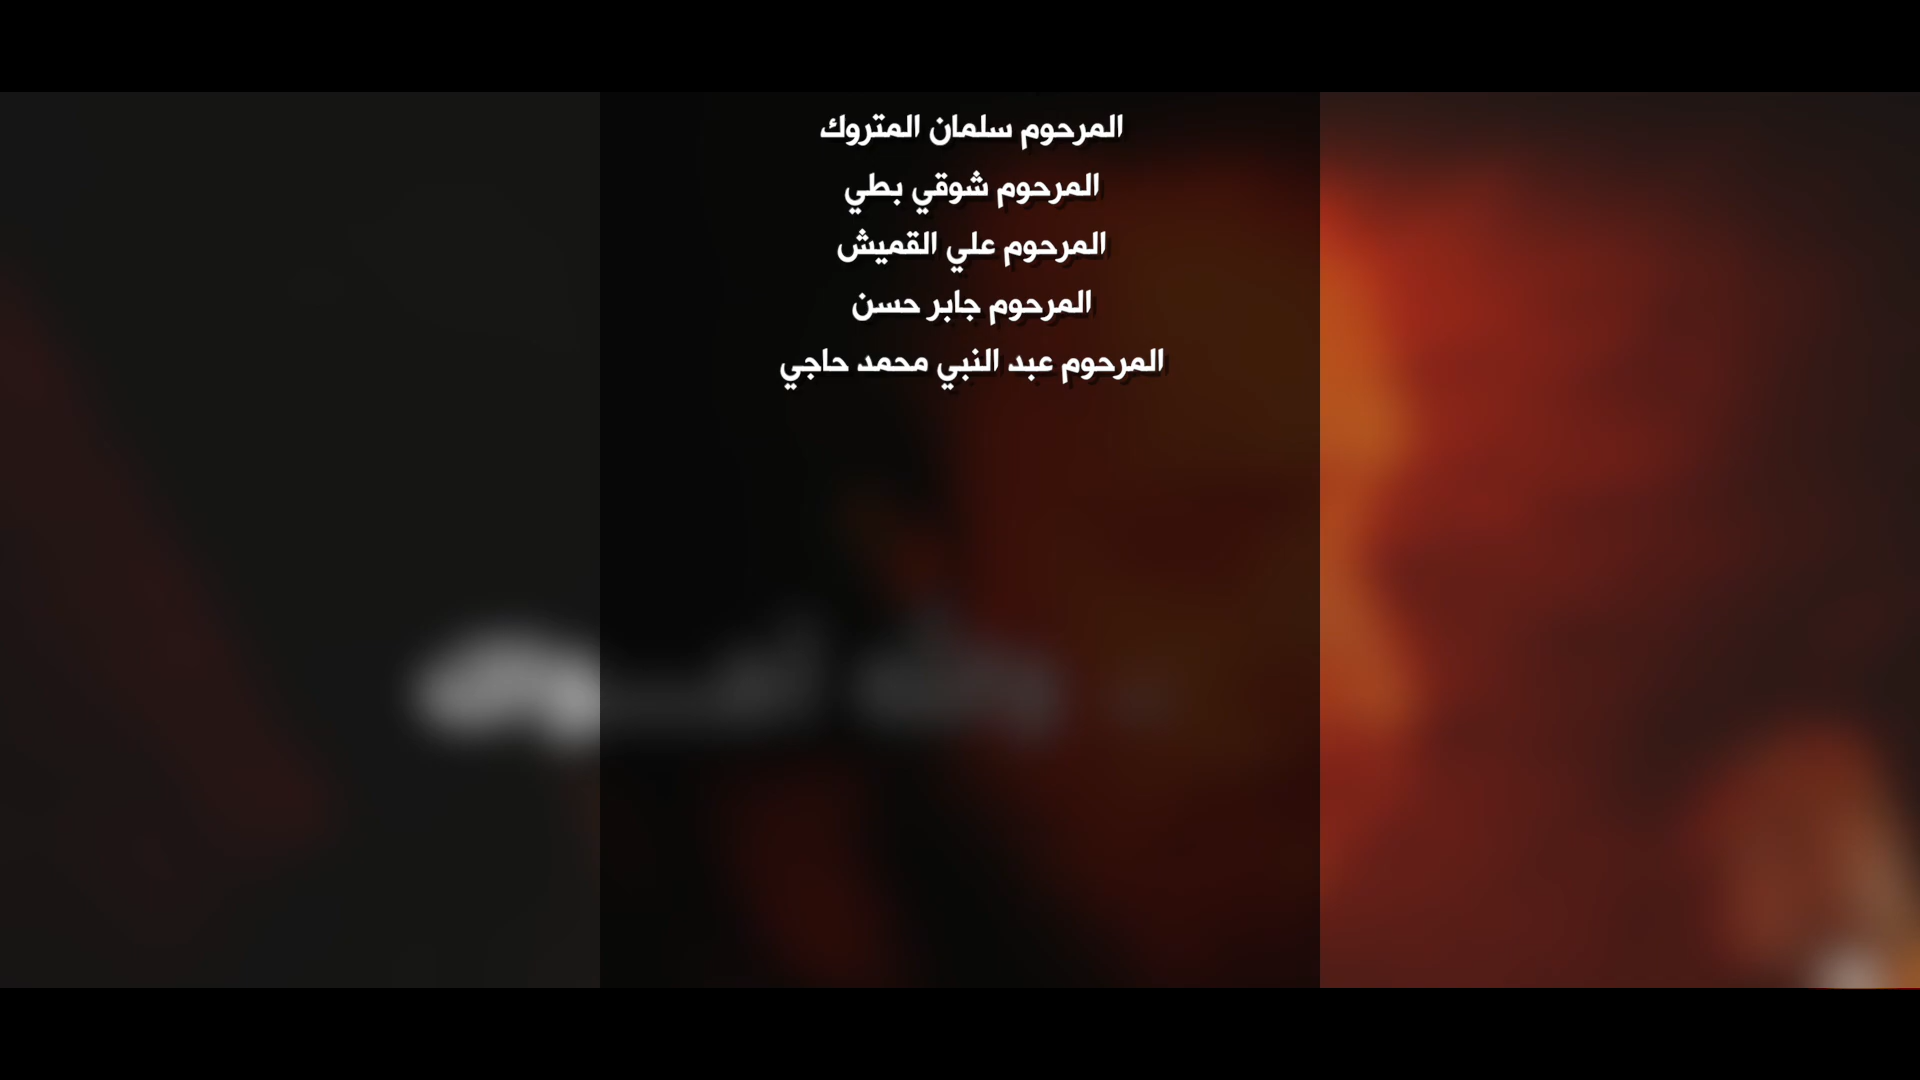 المرحوم سلمان المتروك
المرحوم شوقي بطي
المرحوم علي القميش
المرحوم جابر حسن
المرحوم عبد النبي محمد حاجي